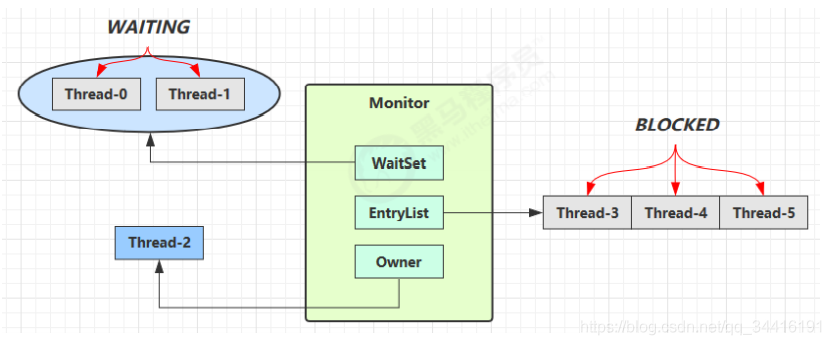 WAITING
Thread-0
Thread-1
Monitor
WaitSet
EntryList
Owner
Thread-2
BLOCKED
Thread-3
Thread-4
Thread-5
黑马程序员
https://blog.csdn.net/qq_34416191